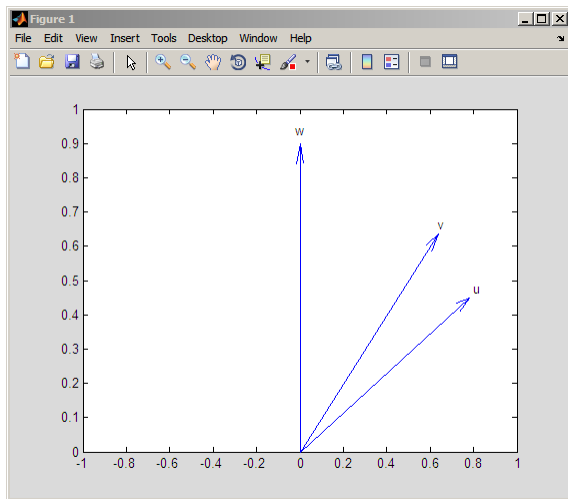 Figure 1
File Edit View Insert Tools Desktop Window Help
1
0.9
w
0.8
0.7
v
0.6
0.5
u
0.4
0.3
0.2
0.1
0
-1 -0.8 -0.6 -0.4 -0.2 0 0.2 0.4 0.6 0.8 1